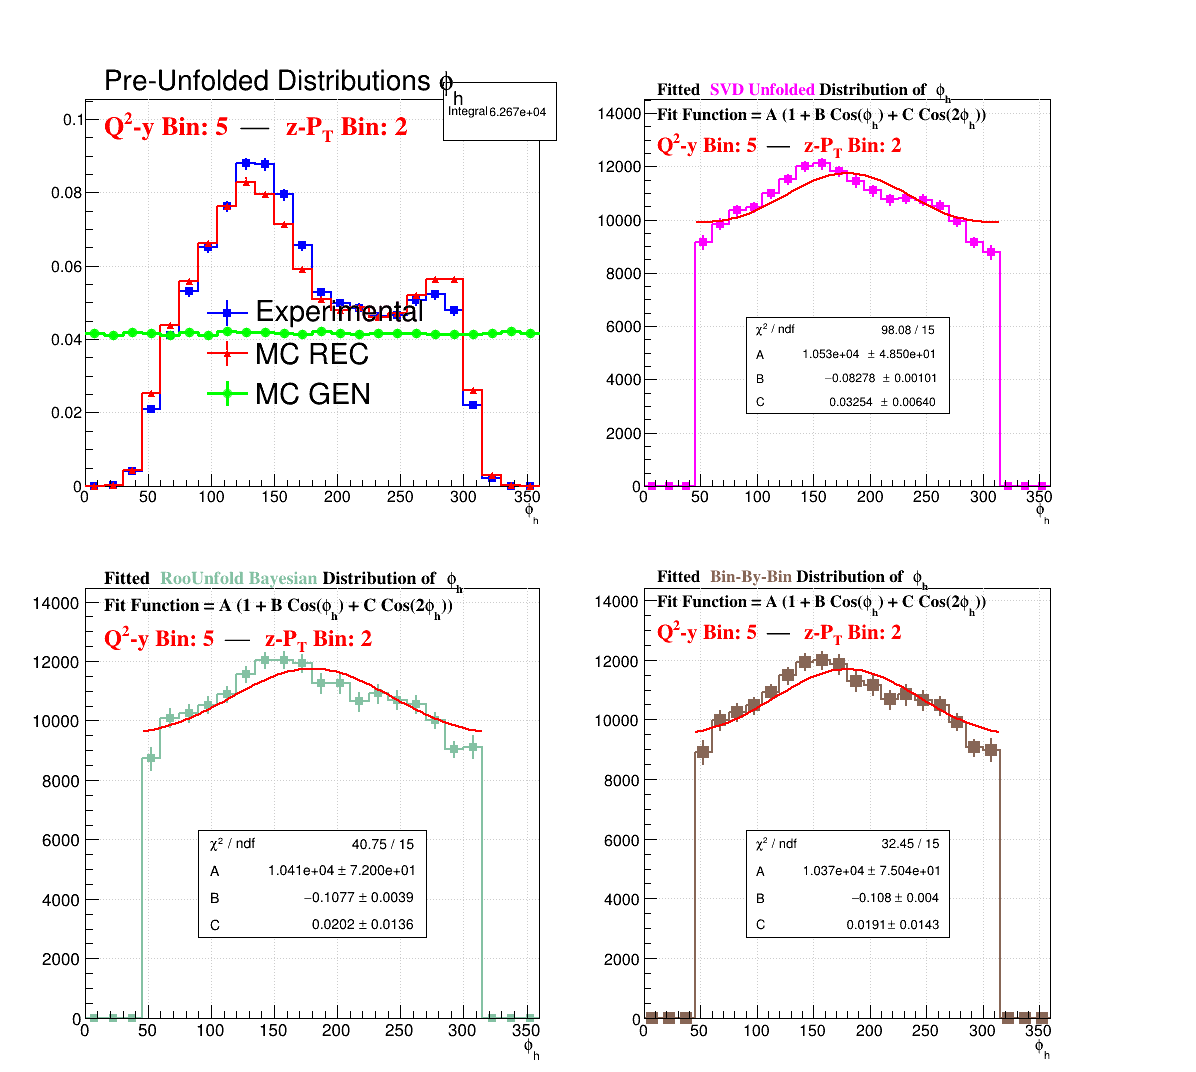 Pre-Unfolded Distributions ϕh
Integral 6.267e+04
Q²-y Bin: 5 — z-PT Bin: 2
0.1
0.08
0.06
0.04
0.02
0
Experimental
MC REC
MC GEN
0 50 100 150 200 250 300 350
ϕh
Fitted SVD Unfolded Distribution of ϕh
Fit Function = A (1 + B Cos(ϕh) + C Cos(2ϕh))
Q²-y Bin: 5 — z-PT Bin: 2
14000
12000
10000
8000
6000
4000
2000
0
χ² / ndf 98.08 / 15
A 1.053e+04 ± 4.850e+01
B −0.08278 ± 0.00101
C 0.03254 ± 0.00640
0 50 100 150 200 250 300 350
ϕh
Fitted RooUnfold Bayesian Distribution of ϕh
Fit Function = A (1 + B Cos(ϕh) + C Cos(2ϕh))
Q²-y Bin: 5 — z-PT Bin: 2
14000
12000
10000
8000
6000
4000
2000
0
χ² / ndf 40.75 / 15
A 1.041e+04 ± 7.200e+01
B −0.1077 ± 0.0039
C 0.0202 ± 0.0136
0 50 100 150 200 250 300 350
ϕh
Fitted Bin-By-Bin Distribution of ϕh
Fit Function = A (1 + B Cos(ϕh) + C Cos(2ϕh))
Q²-y Bin: 5 — z-PT Bin: 2
14000
12000
10000
8000
6000
4000
2000
0
χ² / ndf 32.45 / 15
A 1.037e+04 ± 7.504e+01
B −0.108 ± 0.004
C 0.0191 ± 0.0143
0 50 100 150 200 250 300 350
ϕh